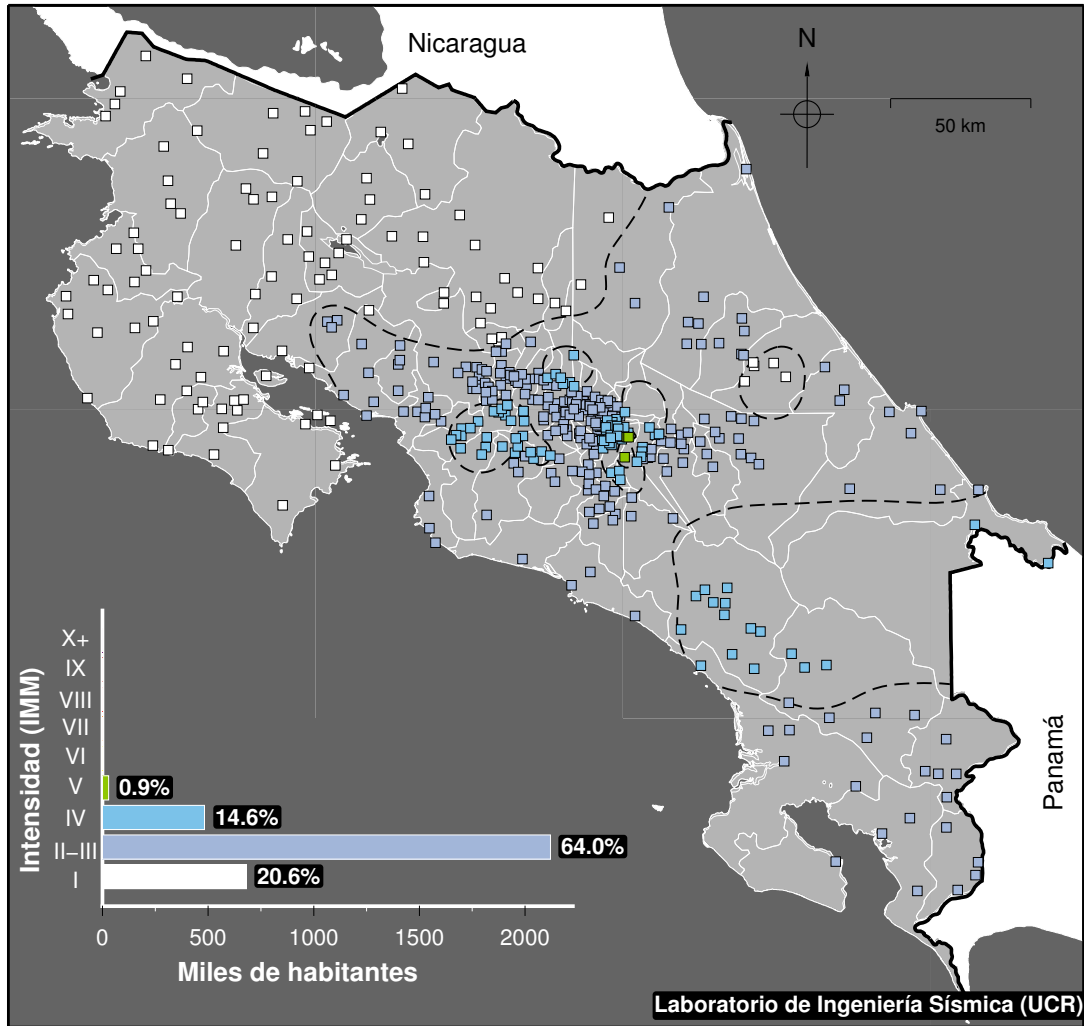 Nicaragua
N
50 km
Panamá
Intensidad (IMM)
X+
IX
VIII
VII
VI
V
0.9%
IV
14.6%
II–III
64.0%
I
20.6%
0 500 1000 1500 2000
Miles de habitantes
Laboratorio de Ingeniería Sísmica (UCR)